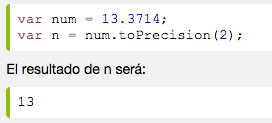 var num = 13.3714;
var n = num.toPrecision(2);
El resultado de n será:
13